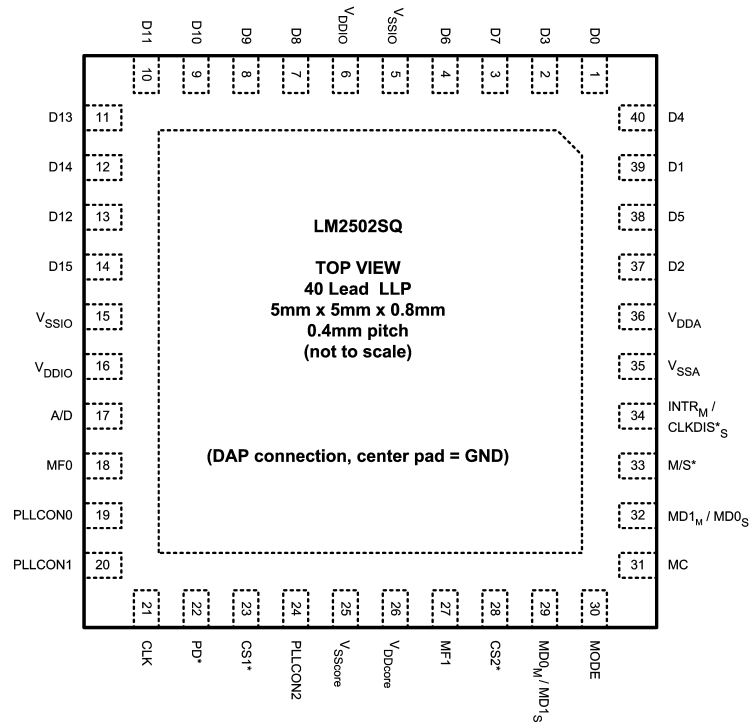 D11 D10 D9 D8 VDDIO VSSIO D6 D7 D3 D0
10 9 8 7 6 5 4 3 2 1
D13 11
D14 12
D12 13
D15 14
VSSIO 15
VDDIO 16
A/D 17
MF0 18
PLLCON0 19
PLLCON1 20
LM2502SQ
TOP VIEW
40 Lead LLP
5mm x 5mm x 0.8mm
0.4mm pitch
(not to scale)
(DAP connection, center pad = GND)
40 D4
39 D1
38 D5
37 D2
36 VDDA
35 VSSA
34 INTRM /
CLKDIS*S
33 M/S*
32 MD1M / MD0S
31 MC
21 22 23 24 25 26 27 28 29 30
CLK PD* CS1* PLLCON2 VSScore VDDcore MF1 CS2* MD0M / MD1S MODE